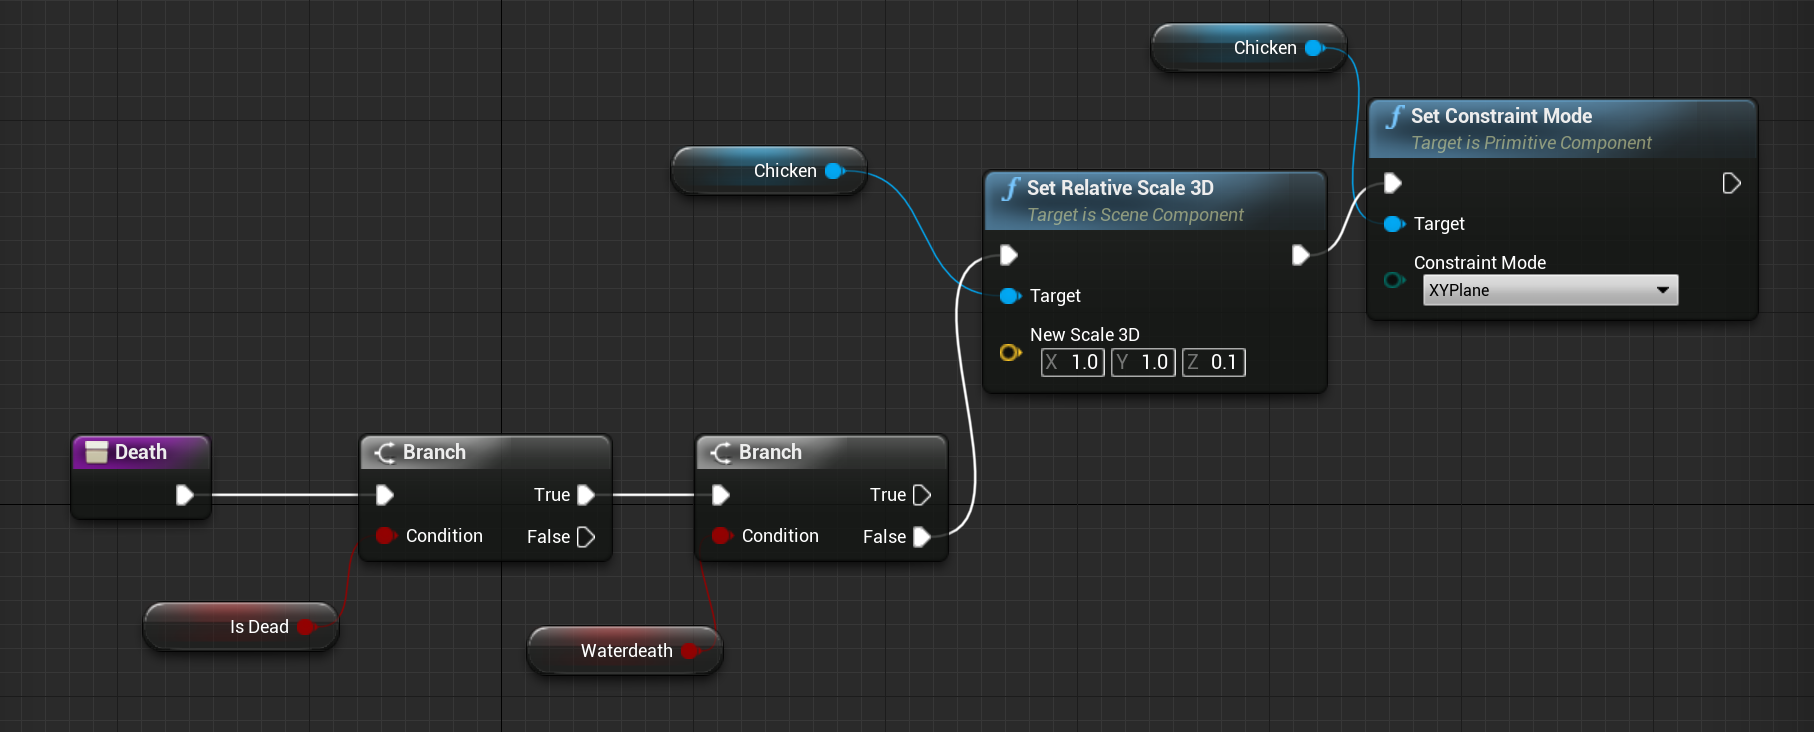 Chicken
Set Constraint Mode
Target is Primitive Component
Target
Constraint Mode
XYPlane
Chicken
Set Relative Scale 3D
Target is Scene Component
Target
New Scale 3D
X 1.0 Y 1.0 Z 0.1
Death
Branch
True
Condition False
Branch
True
Condition False
Is Dead
Waterdeath